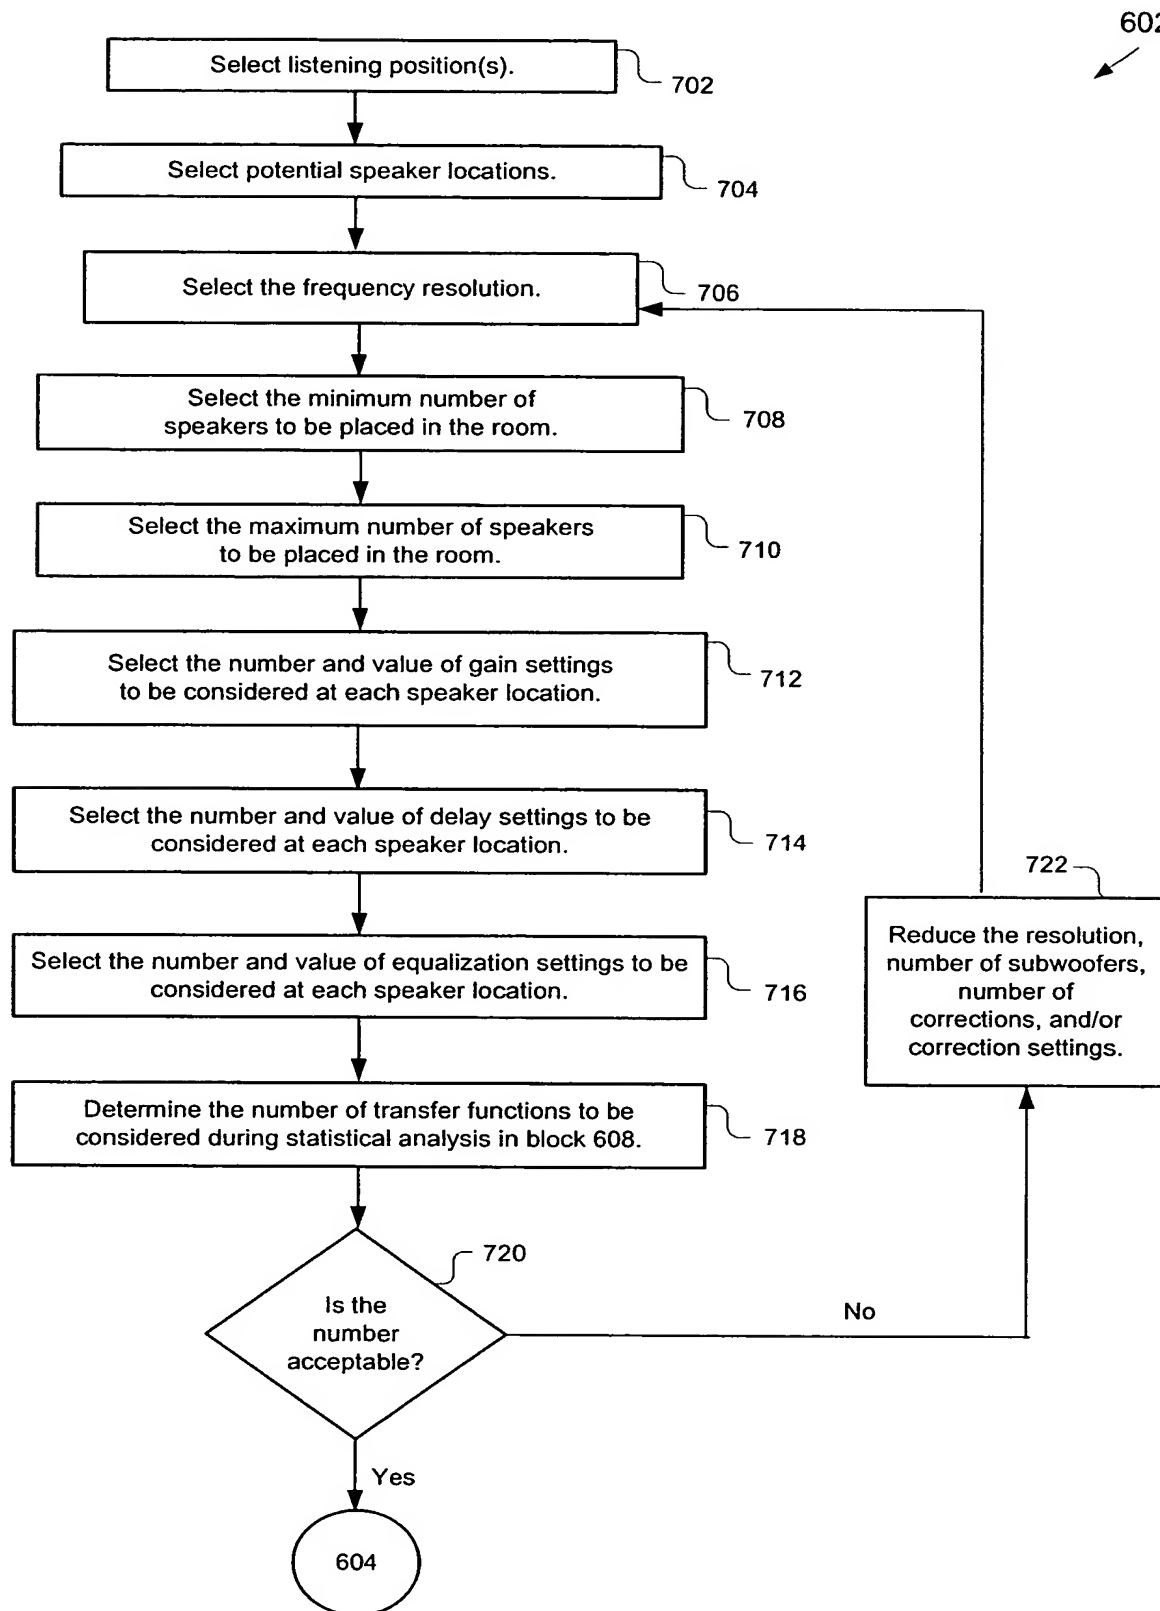 602
Select listening position(s).
702
Select potential speaker locations.
704
Select the frequency resolution.
706
Select the minimum number of
speakers to be placed in the room.
708
Select the maximum number of speakers
to be placed in the room.
710
Select the number and value of gain settings
to be considered at each speaker location.
712
Select the number and value of delay settings to be
considered at each speaker location.
714
722
Reduce the resolution,
number of subwoofers,
number of
corrections, and/or
correction settings.
Select the number and value of equalization settings to be
considered at each speaker location.
716
Determine the number of transfer functions to be
considered during statistical analysis in block 608.
718
720
Is the
number
acceptable?
No
Yes
604